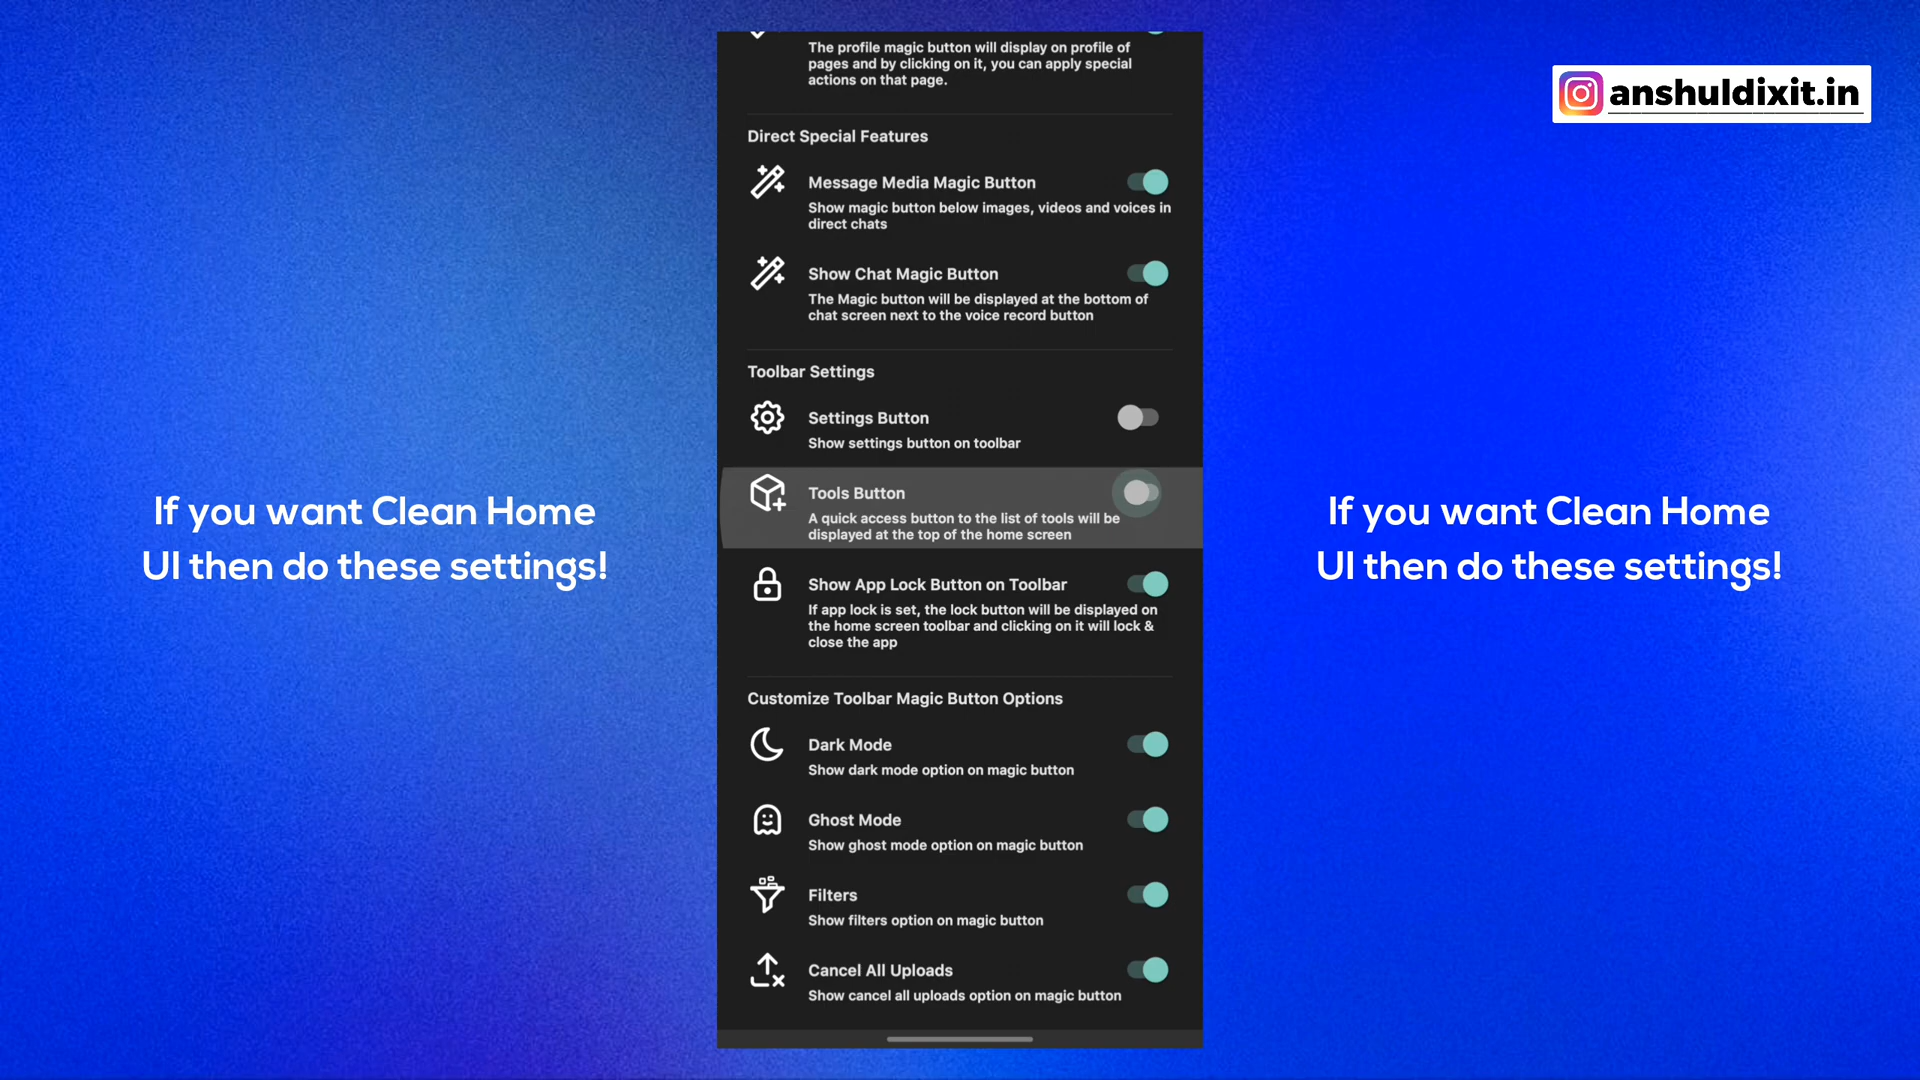 The profile magic button will display on profile of
pages and by clicking on it, you can apply special
actions on that page.
anshuldixit.in
Direct Special Features
Message Media Magic Button
Show magic button below images, videos and voices in
direct chats
Show Chat Magic Button
The Magic button will be displayed at the bottom of
chat screen next to the voice record button
Toolbar Settings
Settings Button
Show settings button on toolbar
Tools Button
A quick access button to the list of tools will be
displayed at the top of the home screen
If you want Clean Home
UI then do these settings!
If you want Clean Home
UI then do these settings!
Show App Lock Button on Toolbar
If app lock is set, the lock button will be displayed on
the home screen toolbar and clicking on it will lock &
close the app
Customize Toolbar Magic Button Options
Dark Mode
Show dark mode option on magic button
Ghost Mode
Show ghost mode option on magic button
Filters
Show filters option on magic button
Cancel All Uploads
Show cancel all uploads option on magic button